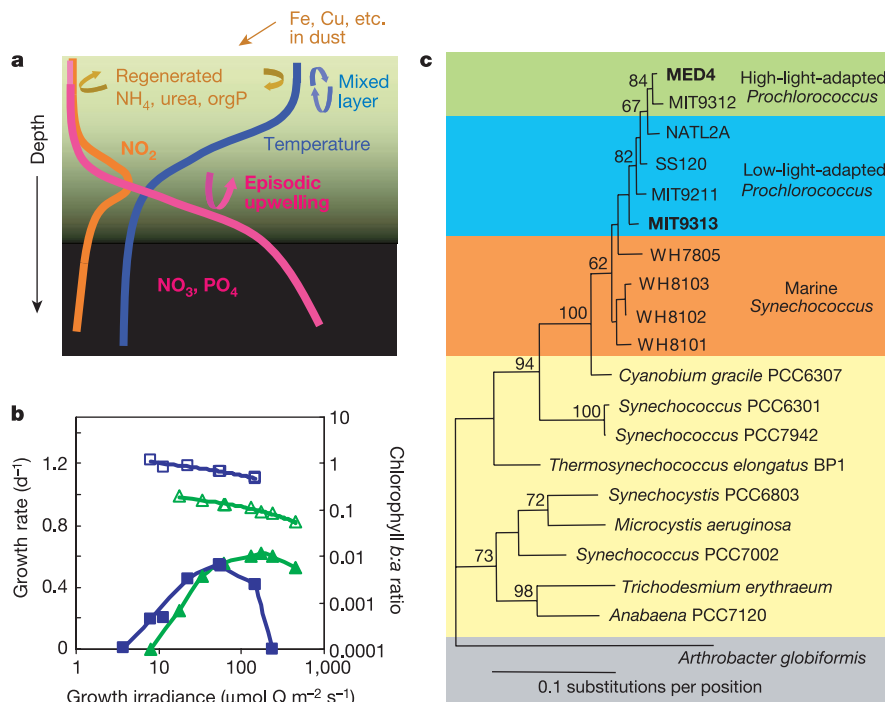 Fe, Cu, etc.
in dust
a
Regenerated
NH4, urea, orgP
Mixed
layer
Temperature
NO2
Episodic
upwelling
NO3, PO4
Depth
b
Growth rate (d–1)
1.2
0.8
0.4
0
10
1
0.1
0.01
0.001
0.0001
Chlorophyll b:a ratio
1
10
100
1,000
Growth irradiance (µmol Q m–2 s–1)
c
84
MED4
67
MIT9312
High-light-adapted
Prochlorococcus
NATL2A
82
SS120
MIT9211
MIT9313
Low-light-adapted
Prochlorococcus
WH7805
62
WH8103
WH8102
WH8101
Marine
Synechococcus
100
94
Cyanobium gracile PCC6307
Synechococcus PCC6301
100
Synechococcus PCC7942
Thermosynechococcus elongatus BP1
72
Synechocystis PCC6803
Microcystis aeruginosa
73
Synechococcus PCC7002
98
Trichodesmium erythraeum
Anabaena PCC7120
Arthrobacter globiformis
0.1 substitutions per position